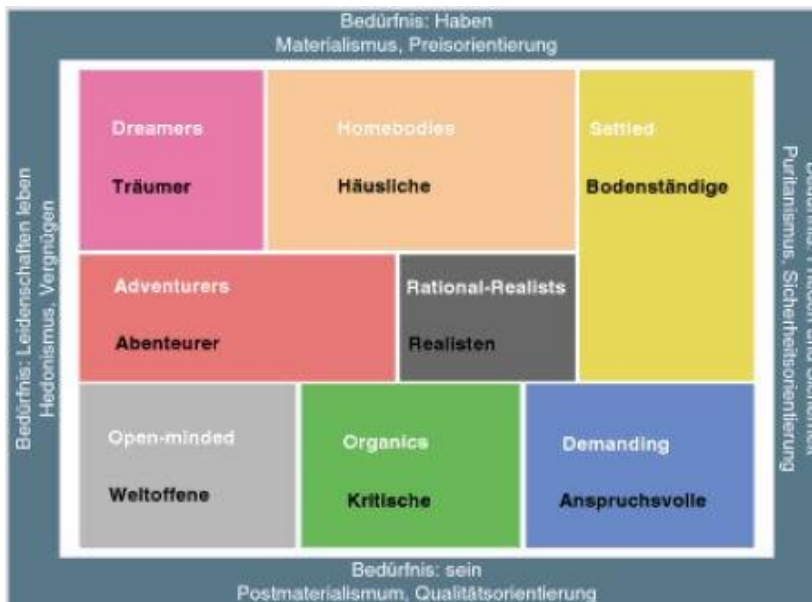 Bedürfnis: Haben
Materialismus, Preisorientierung
Bedürfnis: Leidenschaften leben
Hedonismus, Vergnügen
Dreamers
Träumer
Homebodies
Häusliche
Settled
Bodenständige
Adventurers
Abenteurer
Rational-Realists
Realisten
Open-minded
Weltoffene
Organics
Kritische
Demanding
Anspruchsvolle
Puritanismus, Sicherheitsorientierung
Bedürfnis: sein
Postmaterialismum, Qualitätsorientierung